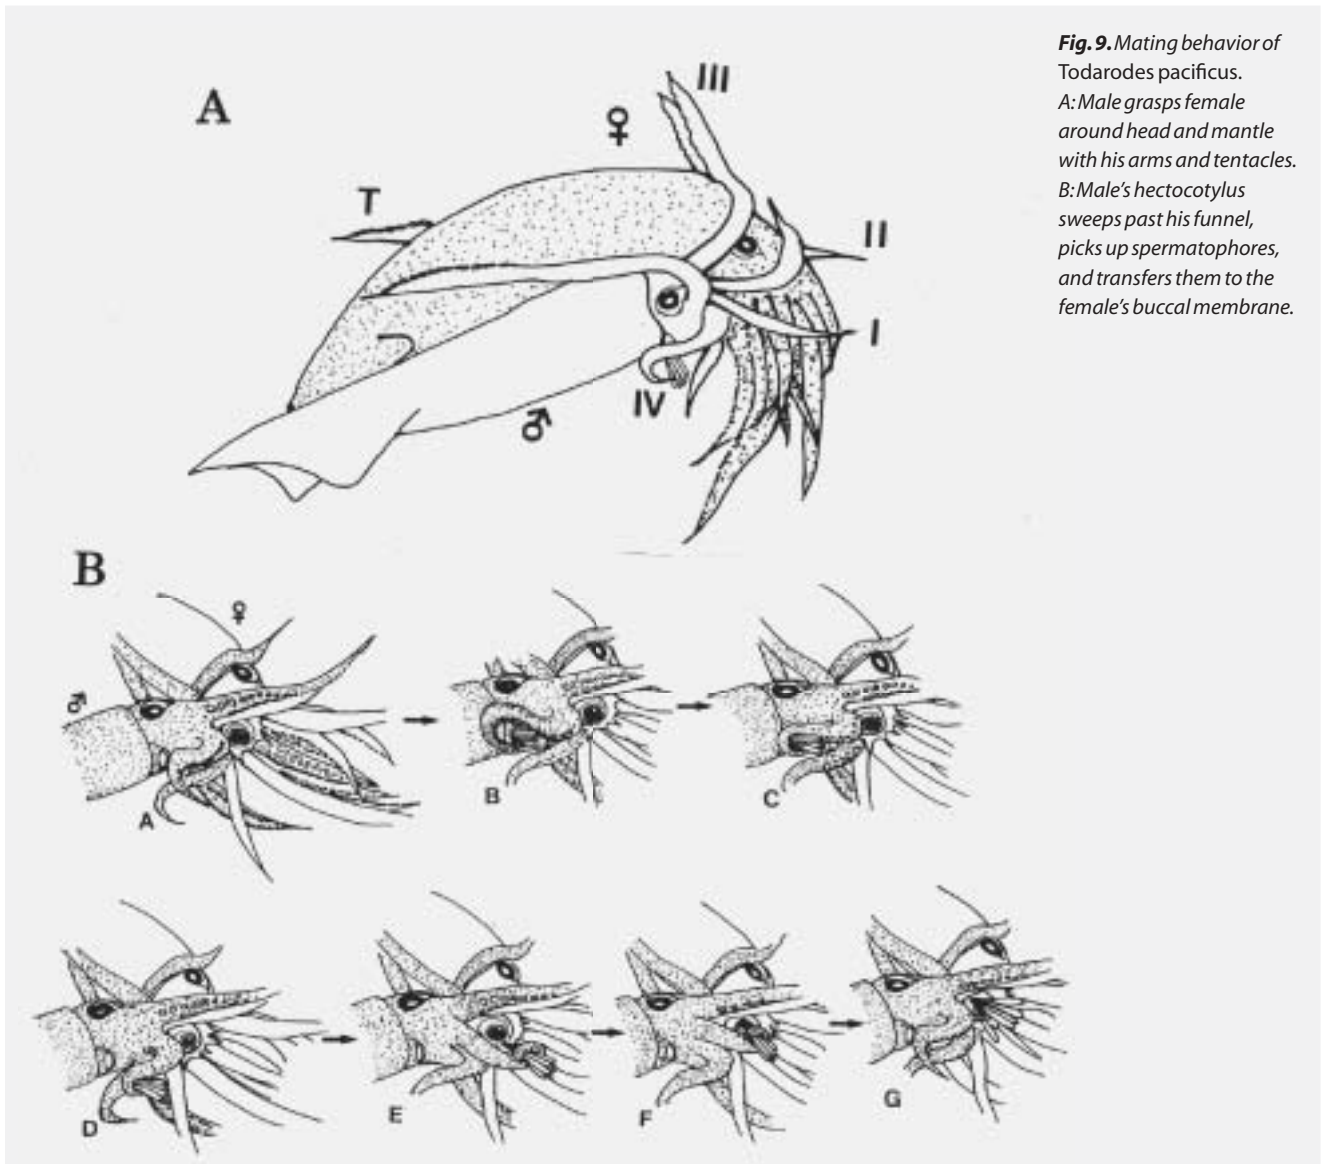 Fig. 9. Mating behavior of
Todarodes pacificus.
A: Male grasps female
around head and mantle
with his arms and tentacles.
B: Male's hectocotylus
sweeps past his funnel,
picks up spermatophores,
and transfers them to the
female's buccal membrane.
A
III
♀
T
II
I
IV
♂
B
♀
♂
A
B
C
D
E
F
G